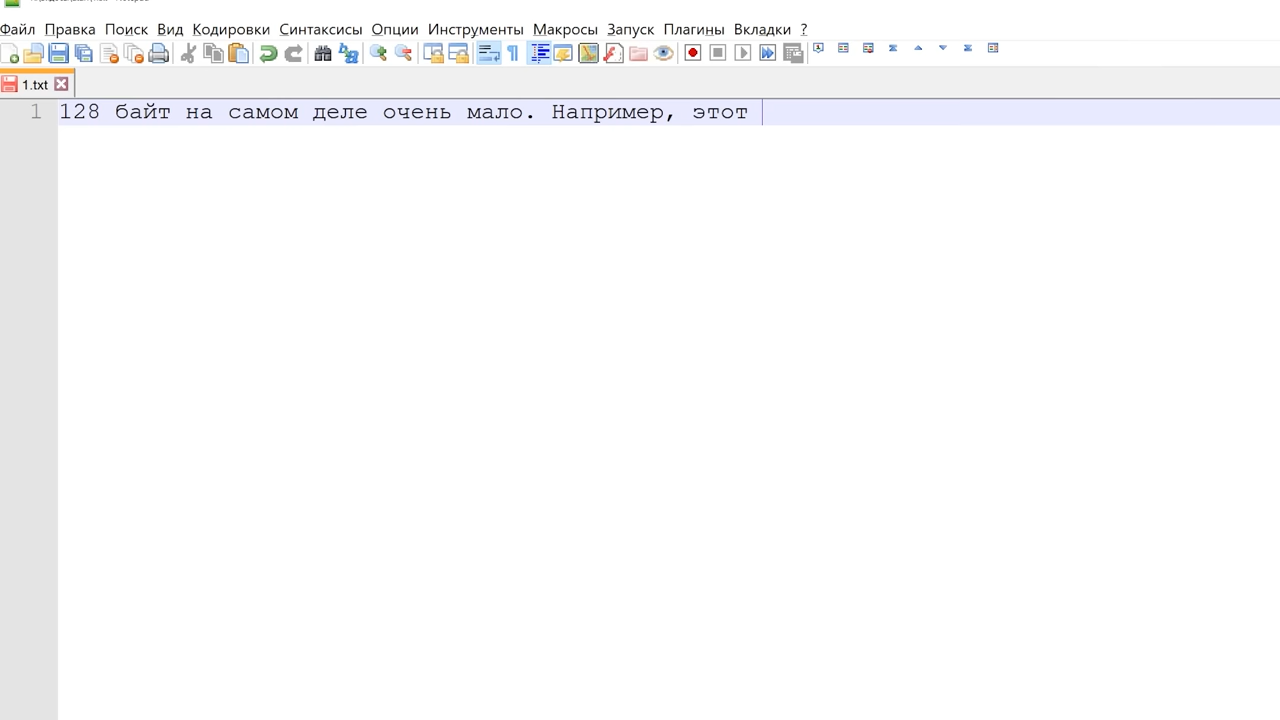 Файл Правка Поиск Вид Кодировки Синтаксисы Опции Инструменты Макросы Запуск Плагины Вкладки ?
1.txt
1 128 байт на самом деле очень мало. Например, этот